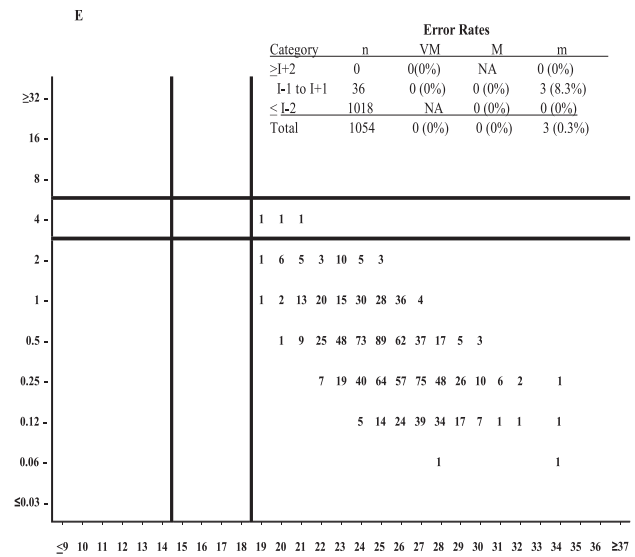 E
Error Rates
Category n VM M m
≥I+2 0 0(0%) NA 0 (0%)
I-1 to I+1 36 0 (0%) 0 (0%) 3 (8.3%)
≤ I-2 1018 NA 0 (0%) 0 (0%)
Total 1054 0 (0%) 0 (0%) 3 (0.3%)
≥32 -
16 -
8 -
4 - 1 1 1
2 - 1 6 5 3 10 5 3
1 - 1 2 13 20 15 30 28 36 4
0.5 - 1 9 25 48 73 89 62 37 17 5 3
0.25 - 7 19 40 64 57 75 48 26 10 6 2 1
0.12 - 5 14 24 39 34 17 7 1 1 1
0.06 - 1 1
≤0.03 -
≤9 10 11 12 13 14 15 16 17 18 19 20 21 22 23 24 25 26 27 28 29 30 31 32 33 34 35 36 ≥37